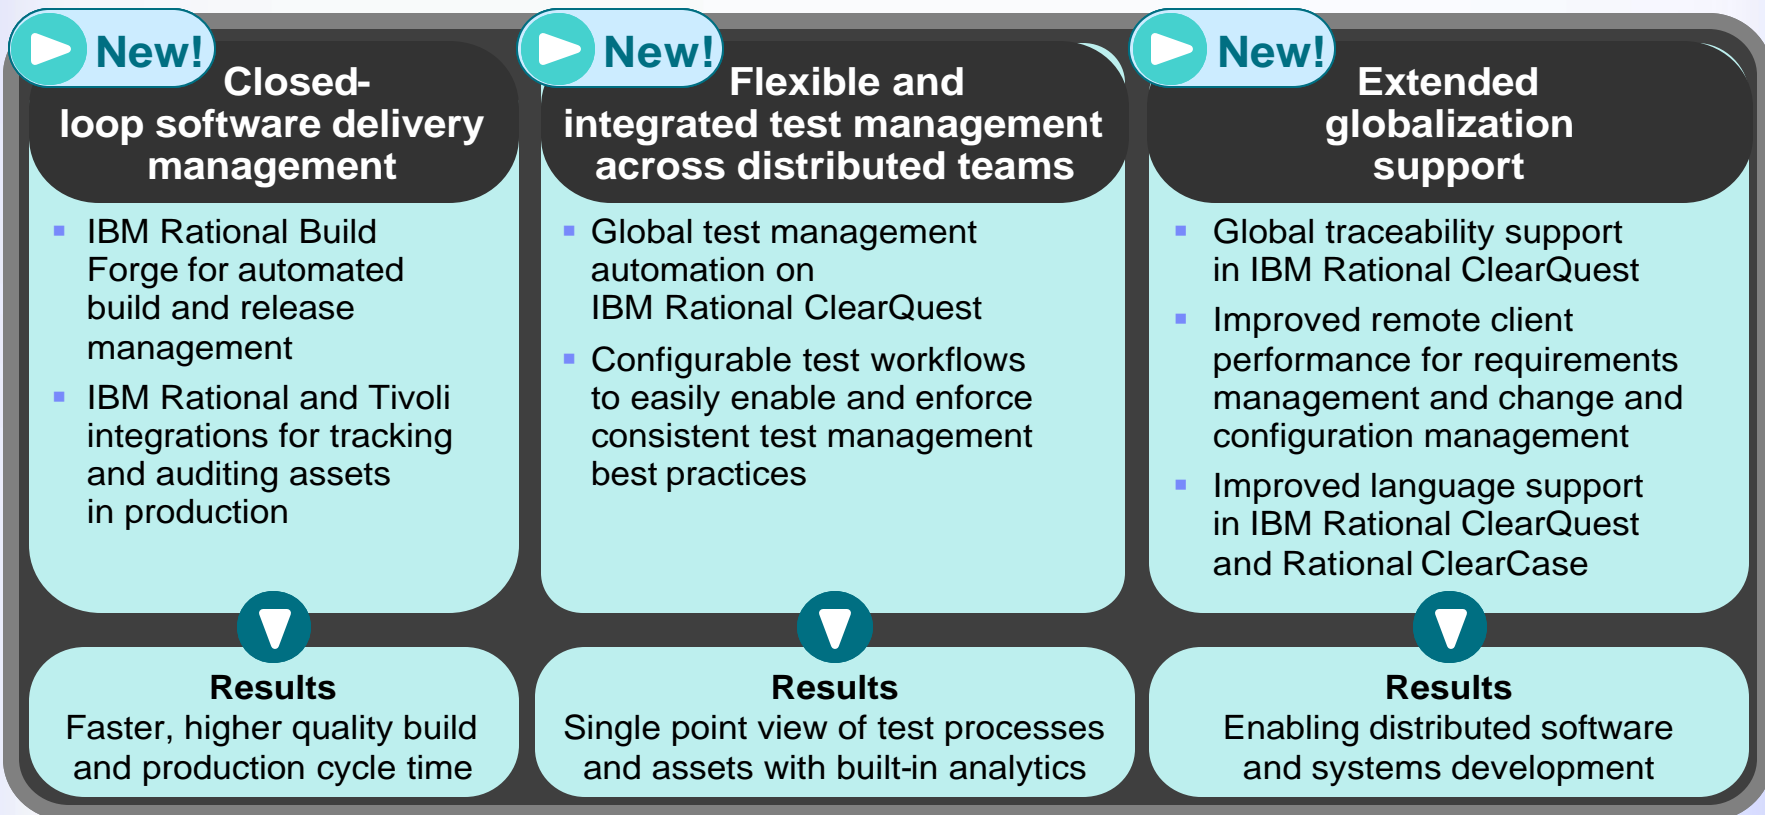 New!
Closed-
loop software delivery
management
IBM Rational Build
Forge for automated
build and release
management
IBM Rational and Tivoli
integrations for tracking
and auditing assets
in production
Results
Faster, higher quality build
and production cycle time
New!
Flexible and
integrated test management
across distributed teams
Global test management
automation on
IBM Rational ClearQuest
Configurable test workflows
to easily enable and enforce
consistent test management
best practices
Results
Single point view of test processes
and assets with built-in analytics
New!
Extended
globalization
support
Global traceability support
in IBM Rational ClearQuest
Improved remote client
performance for requirements
management and change and
configuration management
Improved language support
in IBM Rational ClearQuest
and Rational ClearCase
Results
Enabling distributed software
and systems development